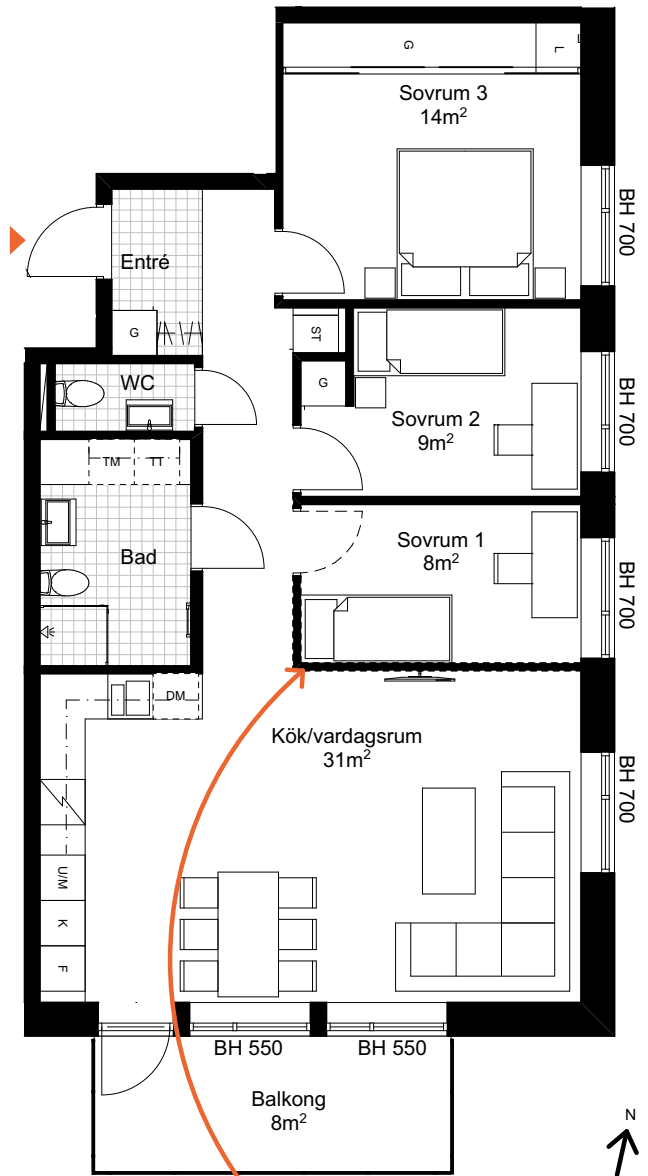 G
L
Sovrum 3
14m²
BH 700
Entré
G
ST
WC
G
Sovrum 2
9m²
BH 700
TM
TT
Bad
Sovrum 1
8m²
BH 700
DM
Kök/vardagsrum
31m²
BH 700
U/M
K
F
BH 550
BH 550
Balkong
8m²
N